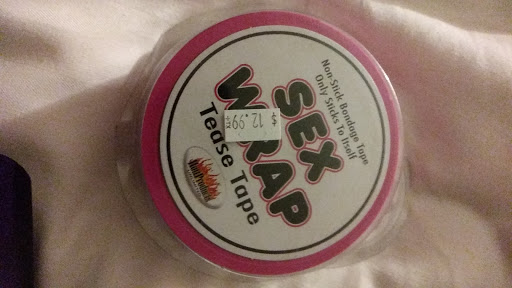 Non-Stick Bondage Tape
Only Sticks To Itself
SEX
WRAP
$ 12.99
Tease Tape